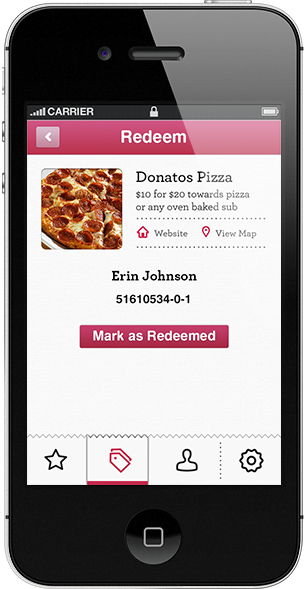 CARRIER
Redeem
Donatos Pizza
$10 for $20 towards pizza
or any oven baked sub
Website View Map
Erin Johnson
51610534-0-1
Mark as Redeemed